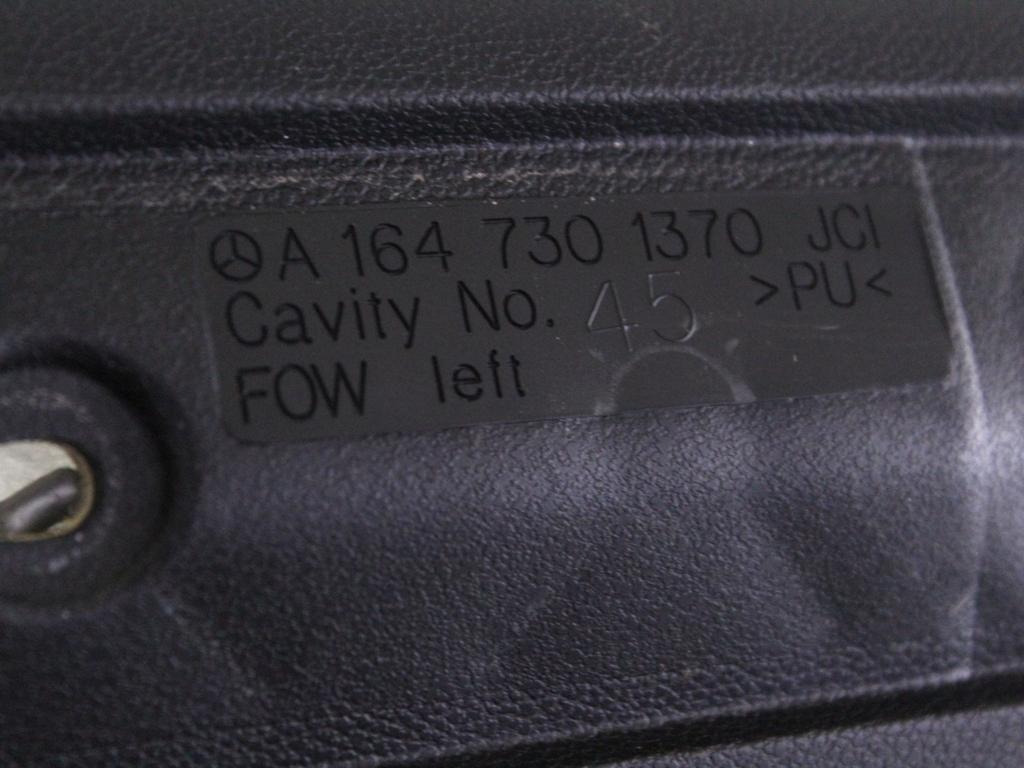 A 164 730 1370 JCI
Cavity No. 45 >PU<
FOW left